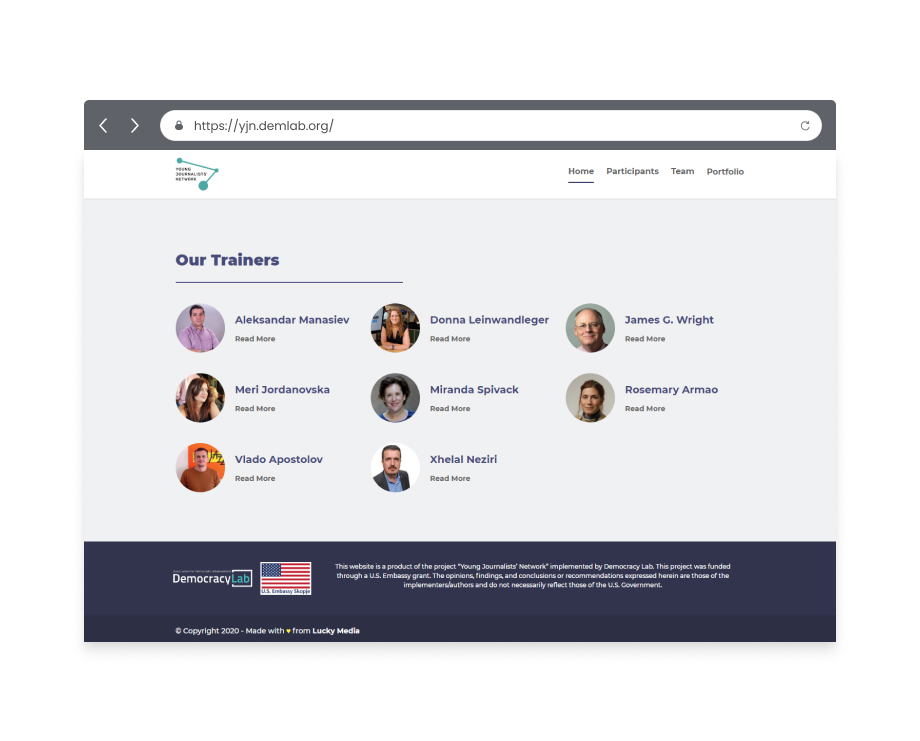 https://yjn.demlab.org/
YOUNG
JOURNALISTS'
NETWORK
Home Participants Team Portfolio
Our Trainers
Aleksandar Manasiev
Read More
Donna Leinwandleger
Read More
James G. Wright
Read More
Meri Jordanovska
Read More
Miranda Spivack
Read More
Rosemary Armao
Read More
Vlado Apostolov
Read More
Xhelal Neziri
Read More
DemocracyLab
U.S. Embassy Skopje
This website is a product of the project "Young Journalists' Network" implemented by Democracy Lab. This project was funded
through a U.S. Embassy grant. The opinions, findings, and conclusions or recommendations expressed herein are those of the
implementers/authors and do not necessarily reflect those of the U.S. Government.
© Copyright 2020 - Made with ♥ from Lucky Media